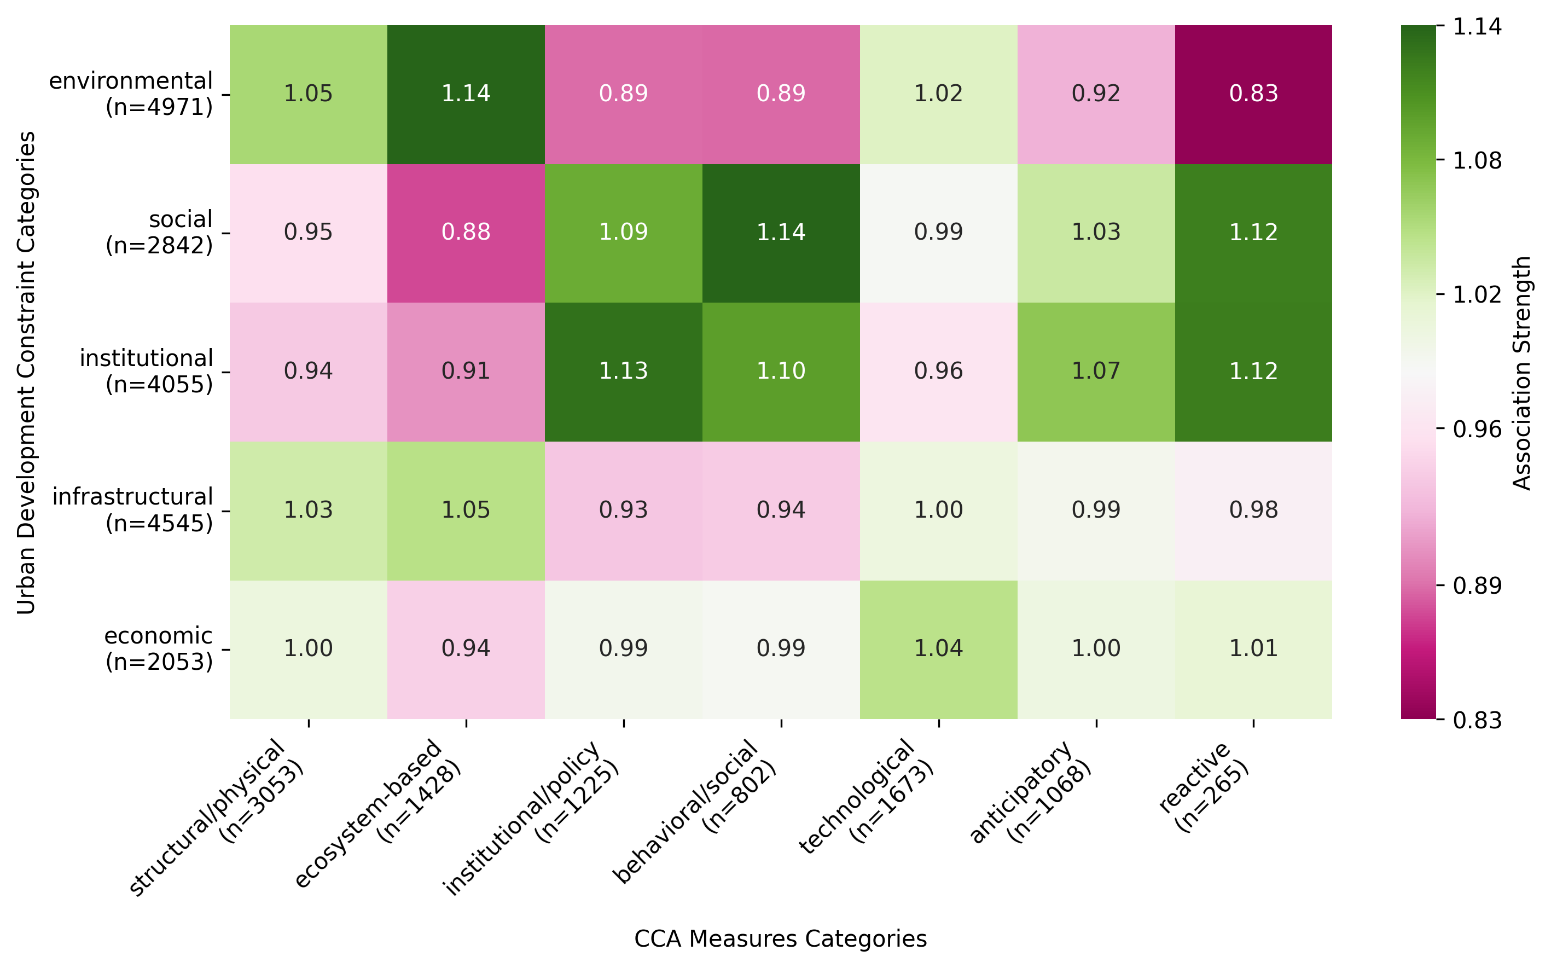 environmental
(n=4971)
1.05 1.14 0.89 0.89 1.02 0.92 0.83
social
(n=2842)
0.95 0.88 1.09 1.14 0.99 1.03 1.12
institutional
(n=4055)
0.94 0.91 1.13 1.10 0.96 1.07 1.12
infrastructural
(n=4545)
1.03 1.05 0.93 0.94 1.00 0.99 0.98
economic
(n=2053)
1.00 0.94 0.99 0.99 1.04 1.00 1.01
Urban Development Constraint Categories
structural/physical
(n=3053)
ecosystem-based
(n=1428)
institutional/policy
(n=1225)
behavioral/social
(n=802)
technological
(n=1673)
anticipatory
(n=1068)
reactive
(n=265)
CCA Measures Categories
1.14
1.08
1.02
0.96
0.89
0.83
Association Strength